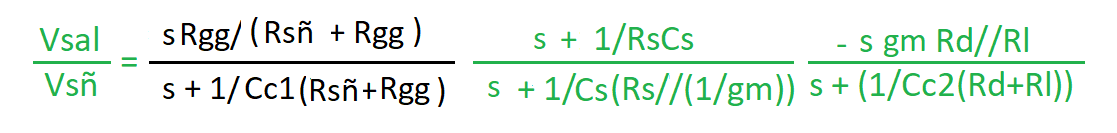 Vsal sRgg/(Rsñ + Rgg) s + 1/RsCs - s gm Rd//Rl
=
Vsñ s + 1/Cc1(Rsñ+Rgg) s + 1/Cs(Rs//(1/gm)) s + (1/Cc2(Rd+Rl))